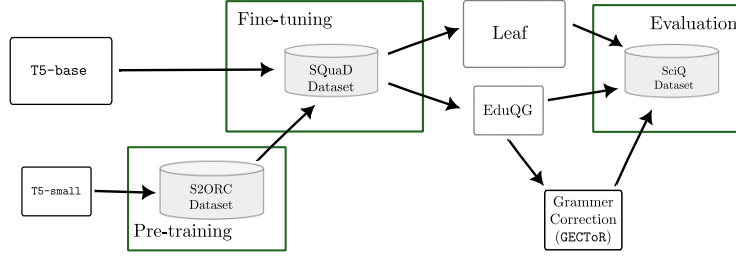 Fine-tuning
Leaf
Evaluation
T5-base
SQuaD
Dataset
SciQ
Dataset
EduQG
T5-small
S2ORC
Dataset
Pre-training
Grammer
Correction
(GECToR)